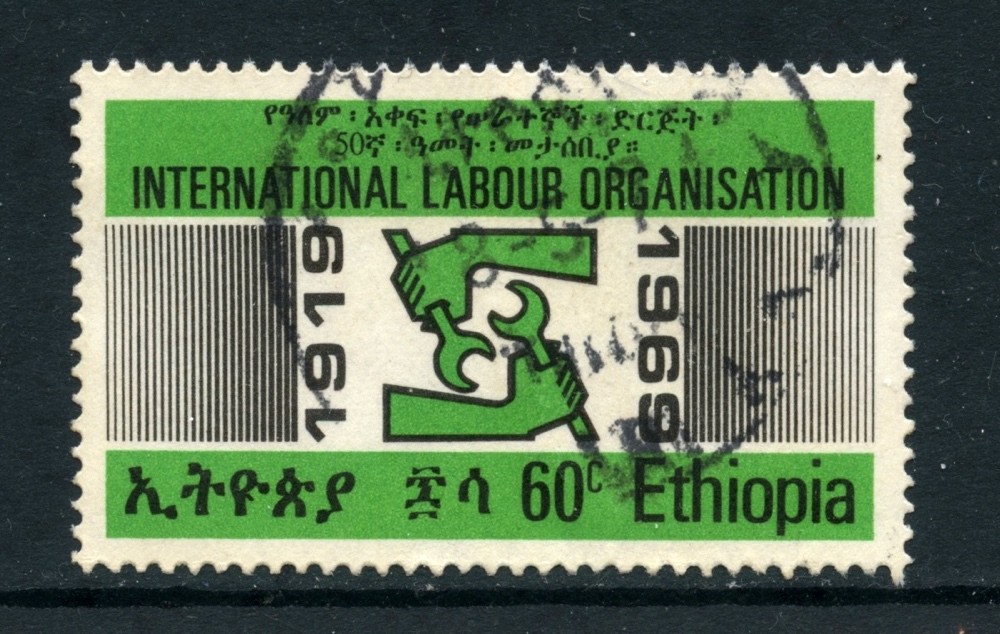 የዓለም ፡ አቀፍ ፡ የሠራተኞች ፡ ድርጅት ፡
50ኛ ፡ ዓመት ፡ መታሰቢያ ።
INTERNATIONAL LABOUR ORGANISATION
1919
1969
ኢትዮጵያ ፷ ሳ 60c Ethiopia